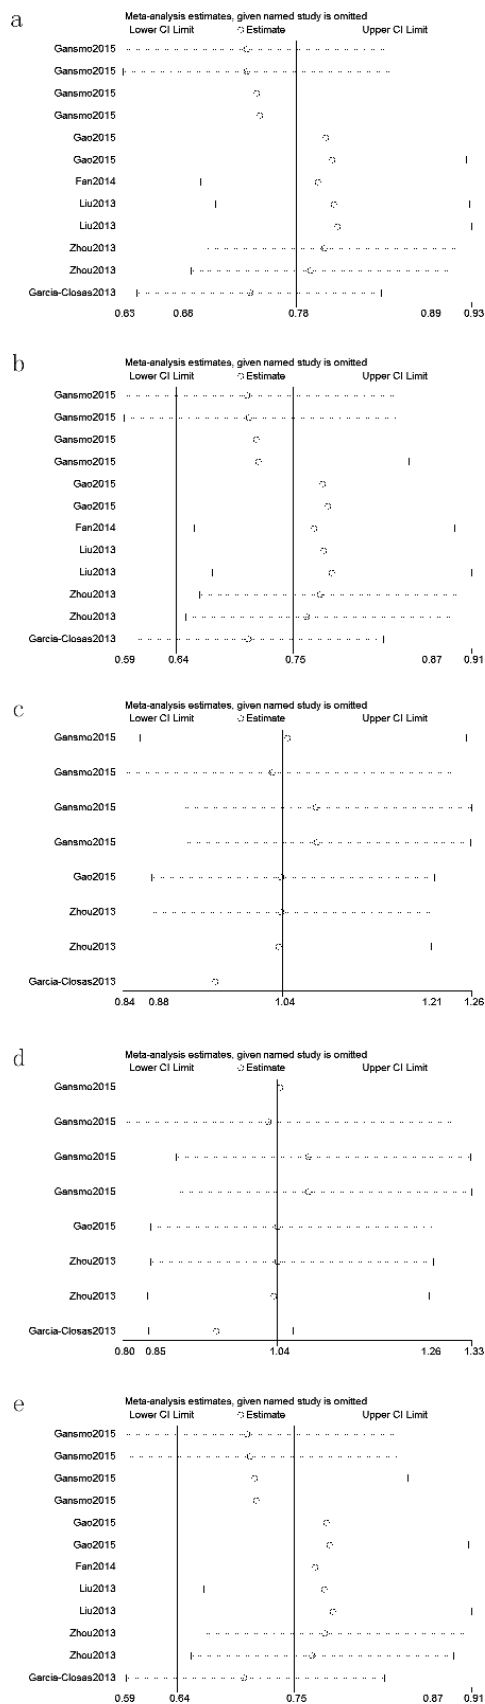 a
Meta-analysis estimates, given named study is omitted
Lower CI Limit Estimate Upper CI Limit
Gansmo2015
Gansmo2015
Gansmo2015
Gansmo2015
Gao2015
Gao2015
Fan2014
Liu2013
Liu2013
Zhou2013
Zhou2013
Garcia-Closas2013
0.63 0.68 0.78 0.89 0.93
b
Meta-analysis estimates, given named study is omitted
Lower CI Limit Estimate Upper CI Limit
Gansmo2015
Gansmo2015
Gansmo2015
Gansmo2015
Gao2015
Gao2015
Fan2014
Liu2013
Liu2013
Zhou2013
Zhou2013
Garcia-Closas2013
0.59 0.64 0.75 0.87 0.91
c
Meta-analysis estimates, given named study is omitted
Lower CI Limit Estimate Upper CI Limit
Gansmo2015
Gansmo2015
Gansmo2015
Gansmo2015
Gao2015
Zhou2013
Zhou2013
Garcia-Closas2013
0.84 0.88 1.04 1.21 1.26
d
Meta-analysis estimates, given named study is omitted
Lower CI Limit Estimate Upper CI Limit
Gansmo2015
Gansmo2015
Gansmo2015
Gansmo2015
Gao2015
Zhou2013
Zhou2013
Garcia-Closas2013
0.80 0.85 1.04 1.26 1.33
e
Meta-analysis estimates, given named study is omitted
Lower CI Limit Estimate Upper CI Limit
Gansmo2015
Gansmo2015
Gansmo2015
Gansmo2015
Gao2015
Gao2015
Fan2014
Liu2013
Liu2013
Zhou2013
Zhou2013
Garcia-Closas2013
0.59 0.64 0.75 0.87 0.91